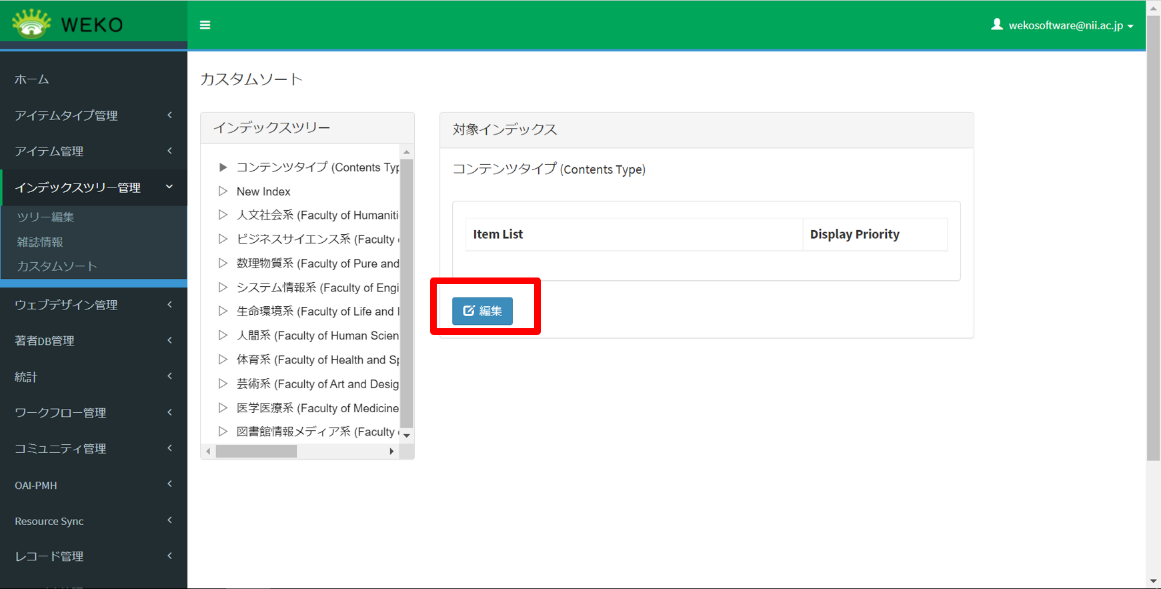 WEKO
wekosoftware@nii.ac.jp
ホーム
アイテムタイプ管理
アイテム管理
インデックスツリー管理
ツリー編集
雑誌情報
カスタムソート
ウェブデザイン管理
著者DB管理
統計
ワークフロー管理
コミュニティ管理
OAI-PMH
Resource Sync
レコード管理
カスタムソート
インデックスツリー
コンテンツタイプ (Contents Typ
New Index
人文社会系 (Faculty of Humaniti
ビジネスサイエンス系 (Faculty
数理物質系 (Faculty of Pure and
システム情報系 (Faculty of Engi
生命環境系 (Faculty of Life and
人間系 (Faculty of Human Scien
体育系 (Faculty of Health and Sp
芸術系 (Faculty of Art and Desig
医学医療系 (Faculty of Medicine
図書館情報メディア系 (Faculty
対象インデックス
コンテンツタイプ (Contents Type)
Item List
Display Priority
編集